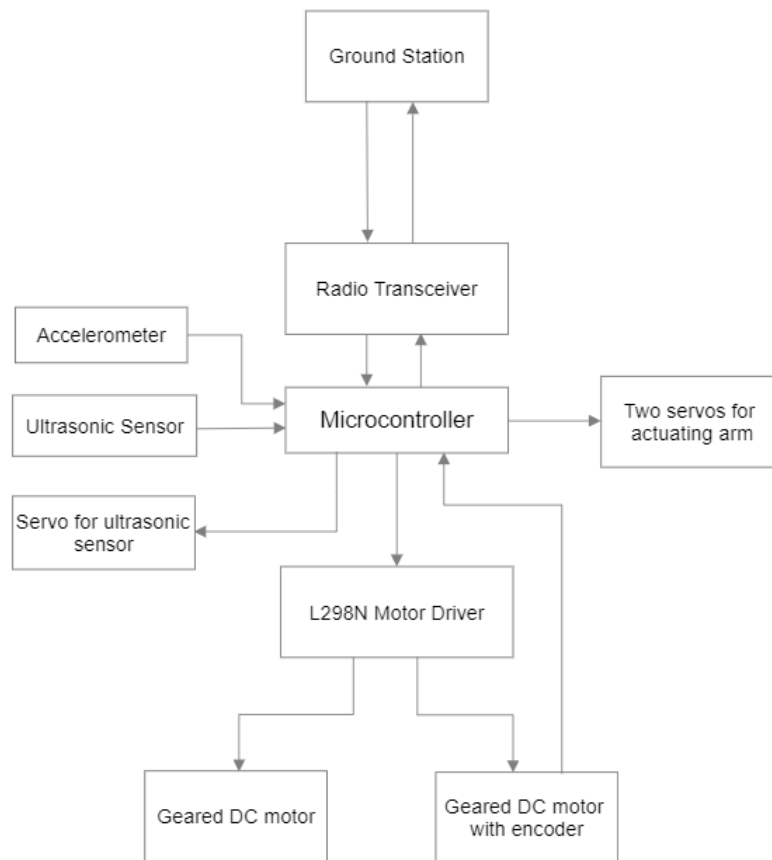 Ground Station
Radio Transceiver
Accelerometer
Ultrasonic Sensor
Microcontroller
Two servos for
actuating arm
Servo for ultrasonic
sensor
L298N Motor Driver
Geared DC motor
Geared DC motor
with encoder